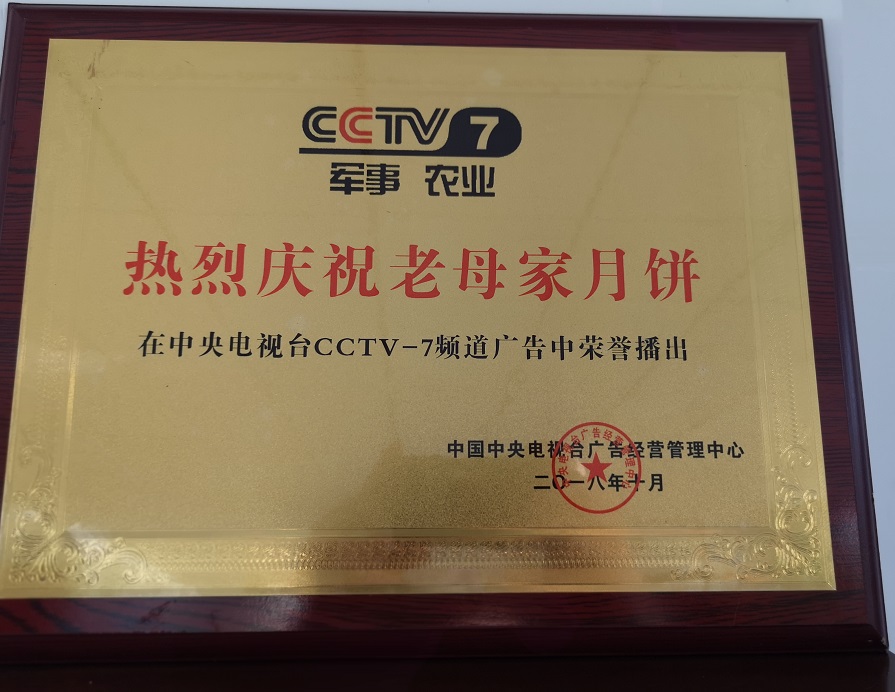 CCTV 7
军事 农业
热烈庆祝老母家月饼
在中央电视台CCTV-7频道广告中荣誉播出
中国中央电视台广告经营管理中心
二〇一八年十月